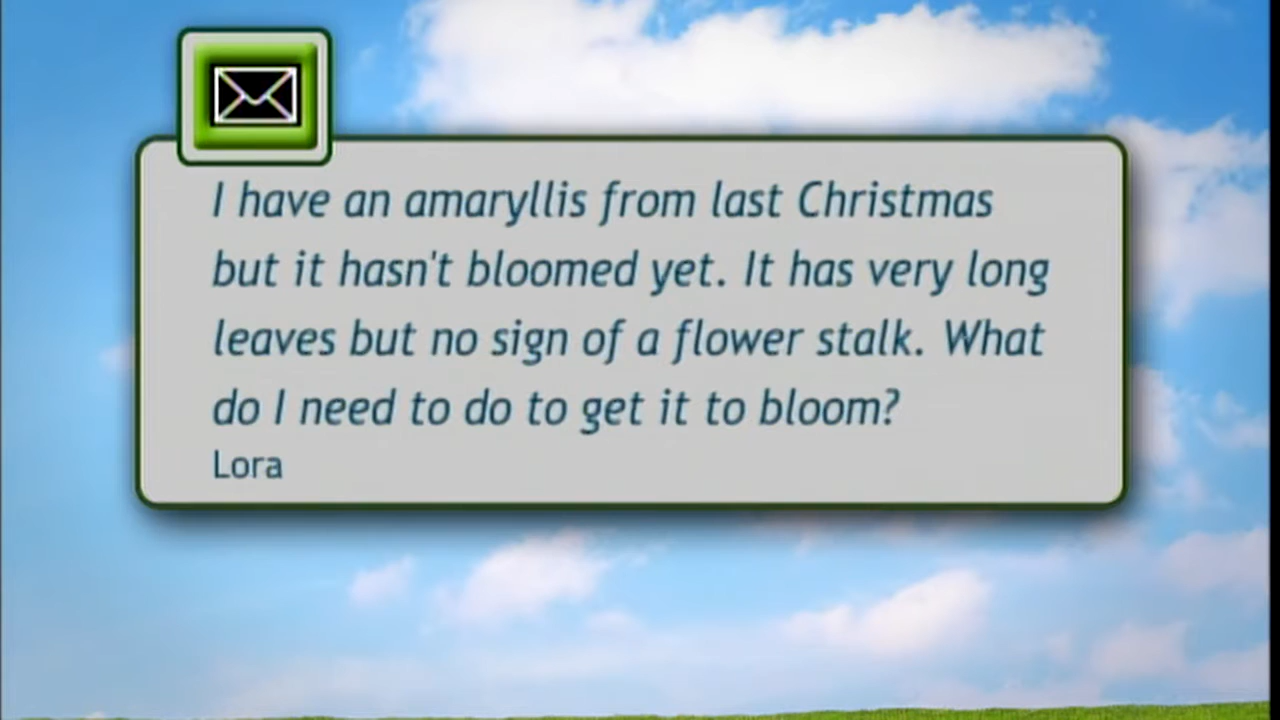 I have an amaryllis from last Christmas
but it hasn't bloomed yet. It has very long
leaves but no sign of a flower stalk. What
do I need to do to get it to bloom?
Lora